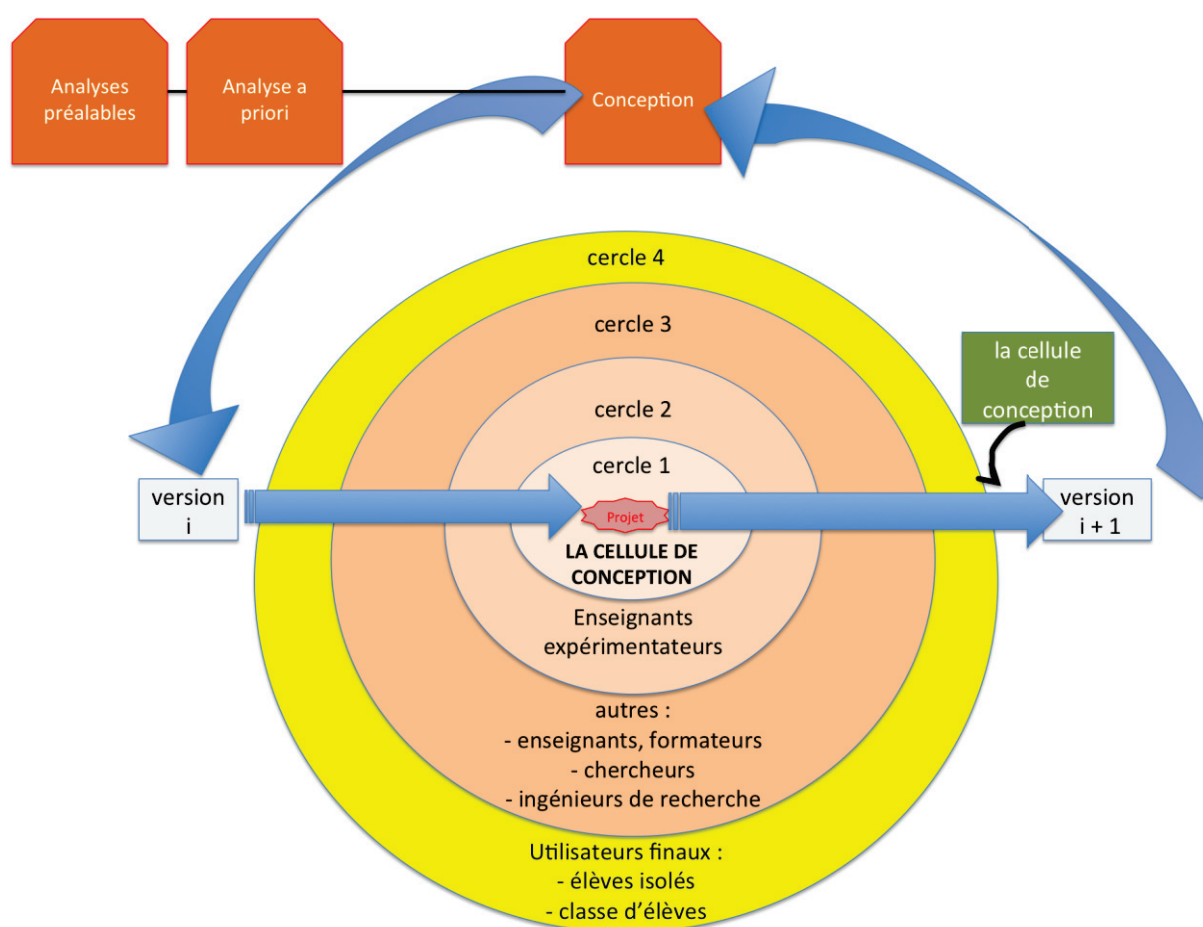 Analyses
préalables
Analyse a
priori
Conception
cercle 4
cercle 3
cercle 2
cercle 1
la cellule
de
conception
version
i
Projet
version
i + 1
LA CELLULE DE
CONCEPTION
Enseignants
expérimentateurs
autres :
- enseignants, formateurs
- chercheurs
- ingénieurs de recherche
Utilisateurs finaux :
- élèves isolés
- classe d'élèves